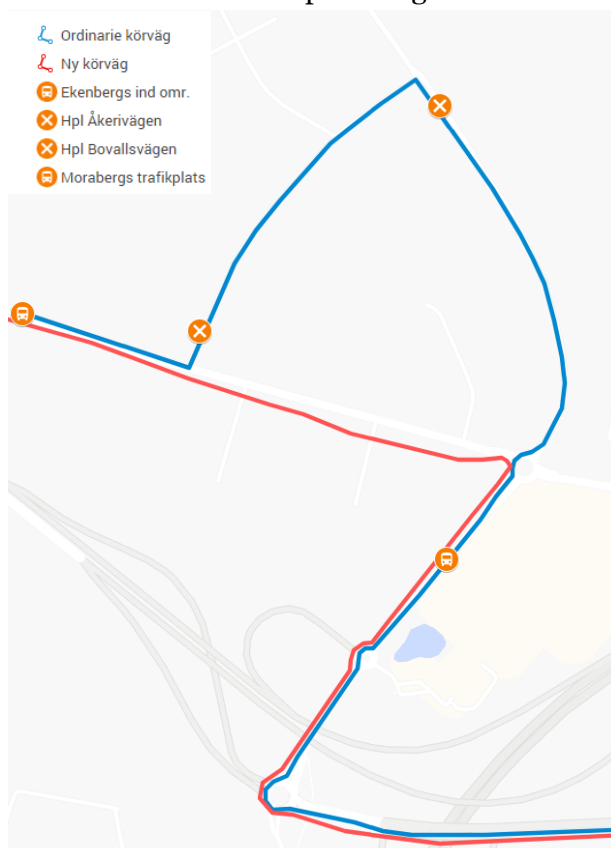 Ordinarie körväg
Ny körväg
Ekenbergs ind omr.
Hpl Åkerivägen
Hpl Bovallsvägen
Morabergs trafikplats